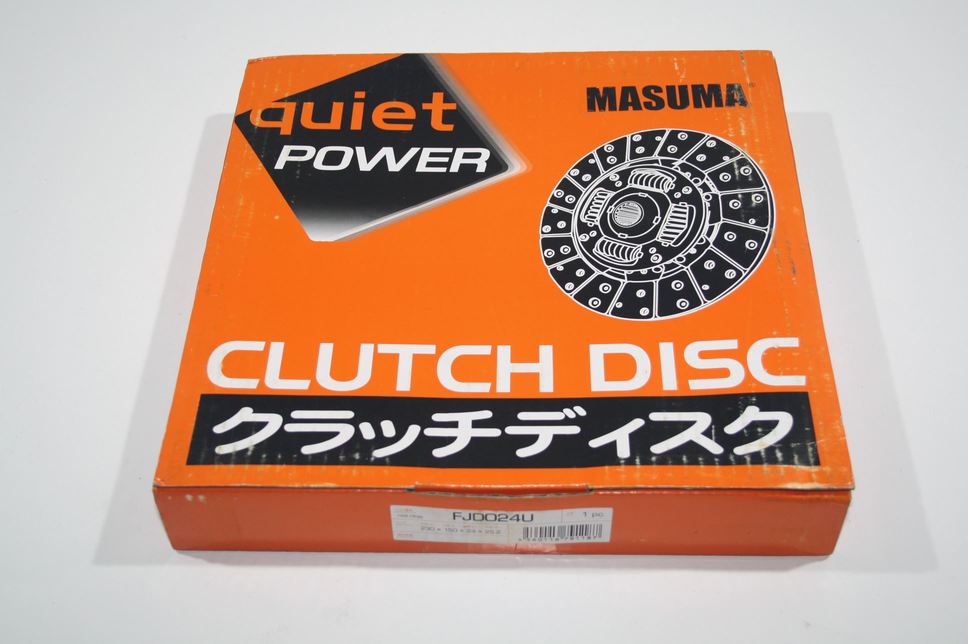 quiet
POWER
MASUMA
CLUTCH DISC
クラッチディスク
FJ0024U
1 pc
230 × 150 × 24 × 25.2